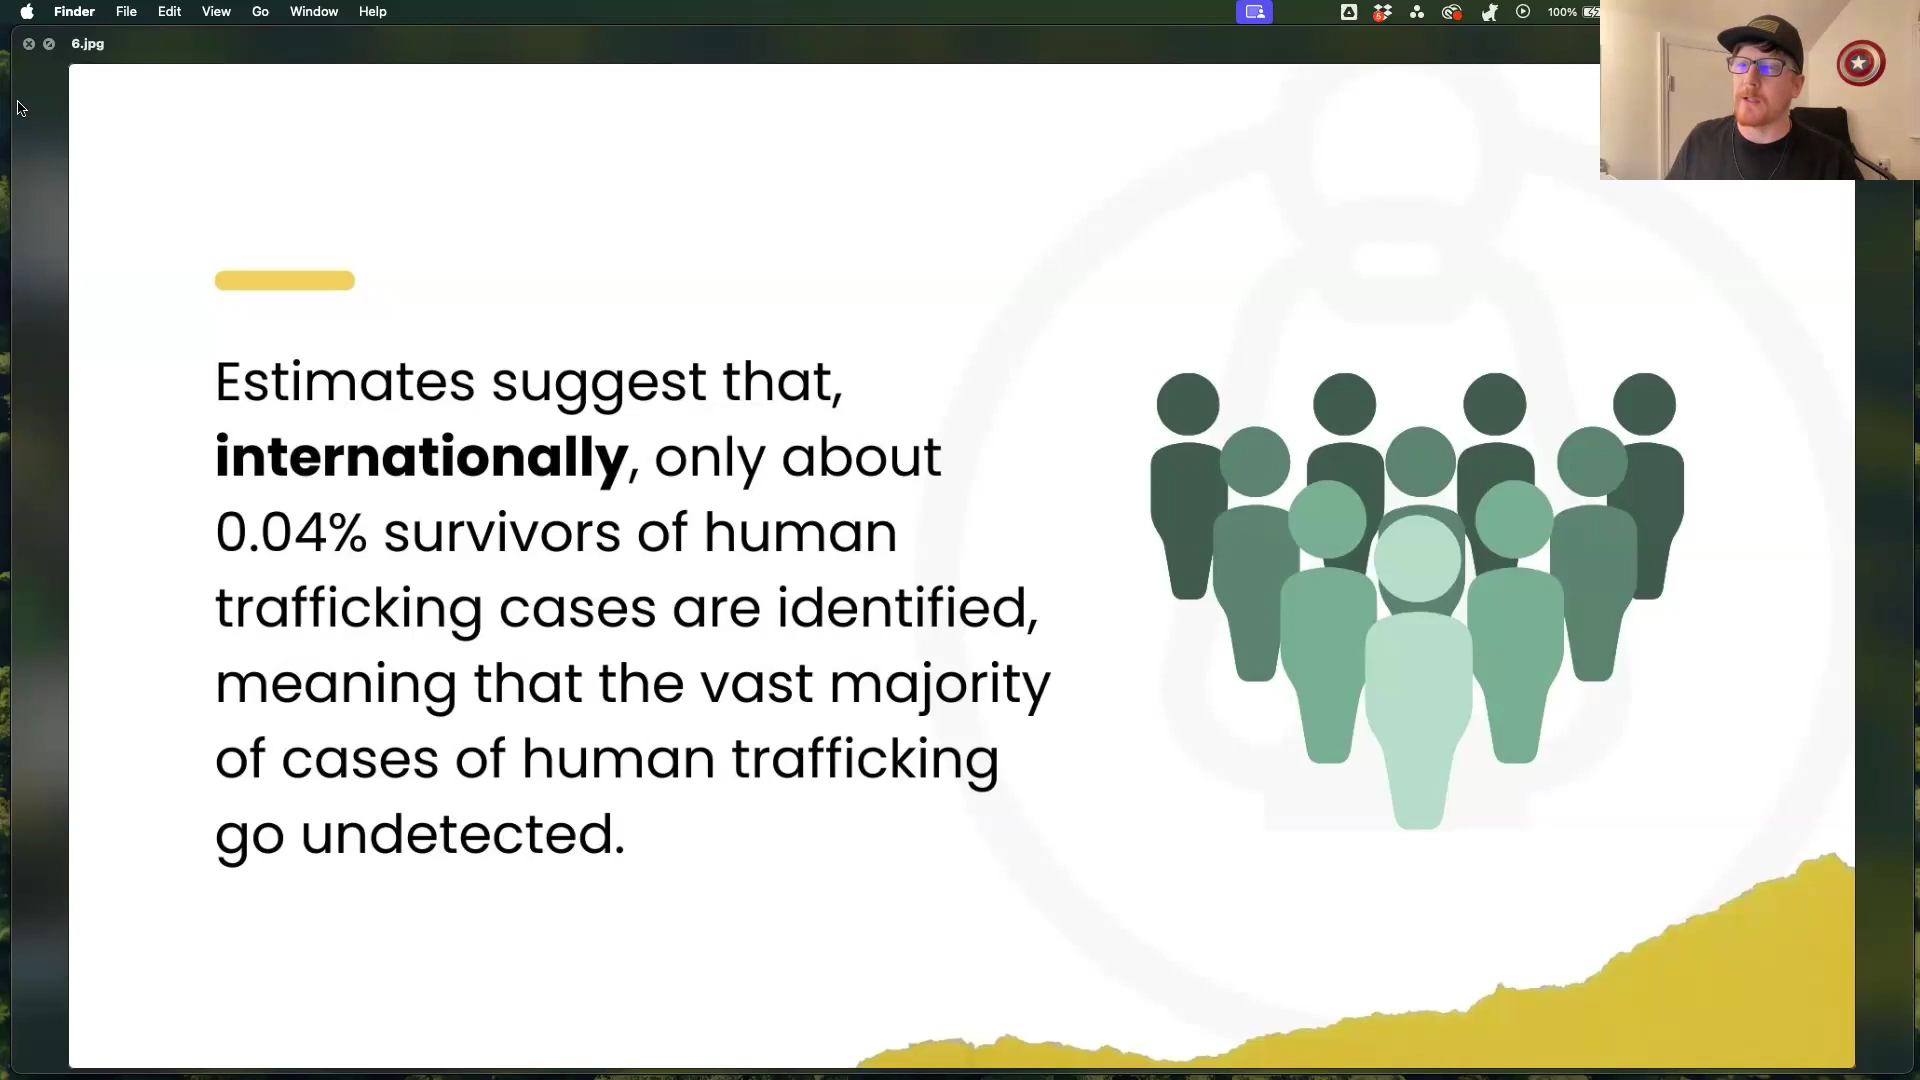 Finder File Edit View Go Window Help 100%
6.jpg
Estimates suggest that,
internationally, only about
0.04% survivors of human
trafficking cases are identified,
meaning that the vast majority
of cases of human trafficking
go undetected.